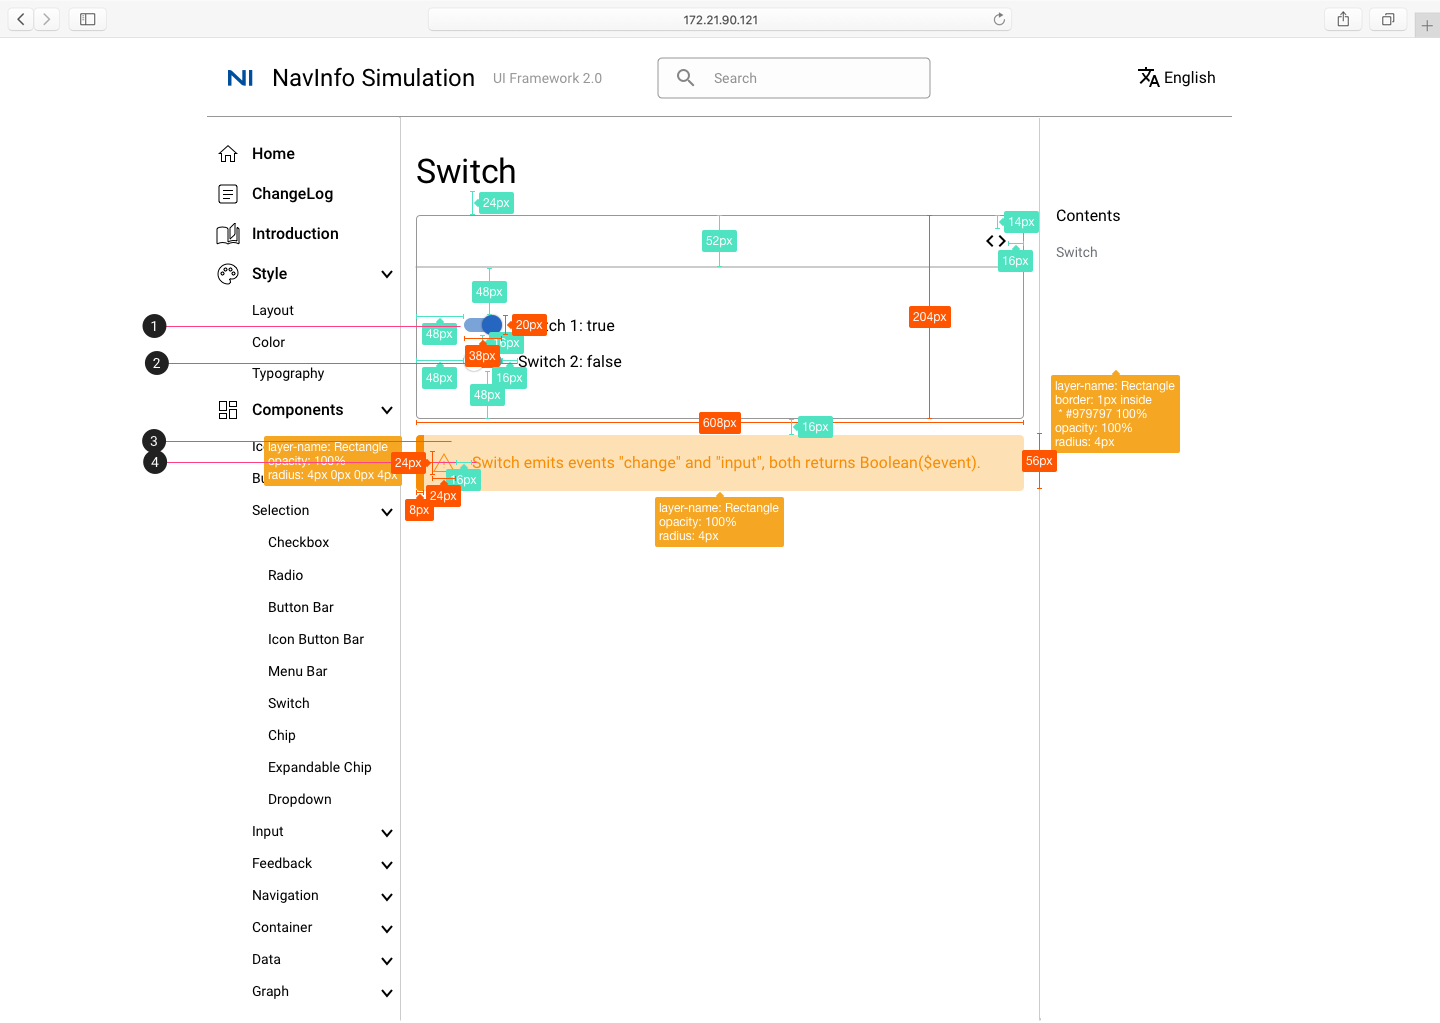 172.21.90.121
NI NavInfo Simulation UI Framework 2.0 Search English
Home
ChangeLog
Introduction
Style
Layout
Color
Typography
Components
Selection
Checkbox
Radio
Button Bar
Icon Button Bar
Menu Bar
Switch
Chip
Expandable Chip
Dropdown
Input
Feedback
Navigation
Container
Data
Graph
1
2
3
4
layer-name: Rectangle
opacity: 100%
radius: 4px 0px 0px 4px
Switch
24px
52px
14px
16px
48px
204px
48px
20px
tch 1: true
16px
38px
Switch 2: false
48px
16px
48px
608px
16px
24px
Switch emits events "change" and "input", both returns Boolean($event).
56px
16px
24px
8px
layer-name: Rectangle
opacity: 100%
radius: 4px
Contents
Switch
layer-name: Rectangle
border: 1px inside
* #979797 100%
opacity: 100%
radius: 4px